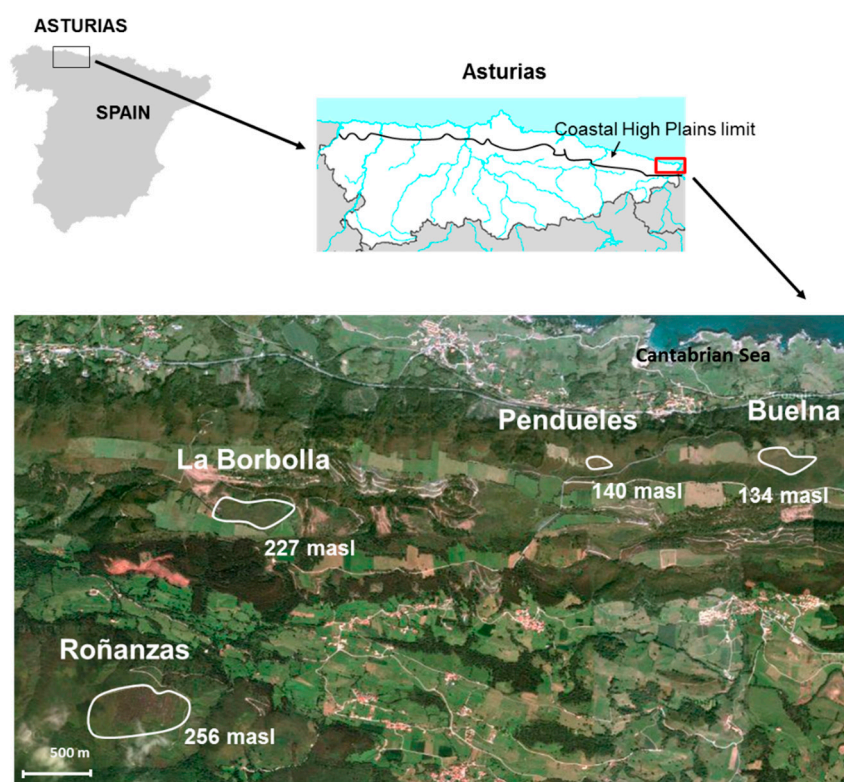 ASTURIAS
SPAIN
Asturias
Coastal High Plains limit
Cantabrian Sea
Pendueles
Buelna
La Borbolla
140 masl
134 masl
227 masl
Roñanzas
256 masl
500 m